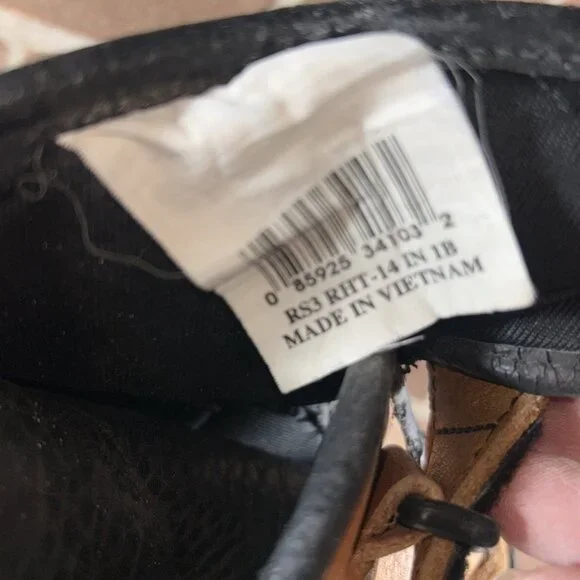 0 85925 34103 2
RS3 RHT-14 IN 1B
MADE IN VIETNAM